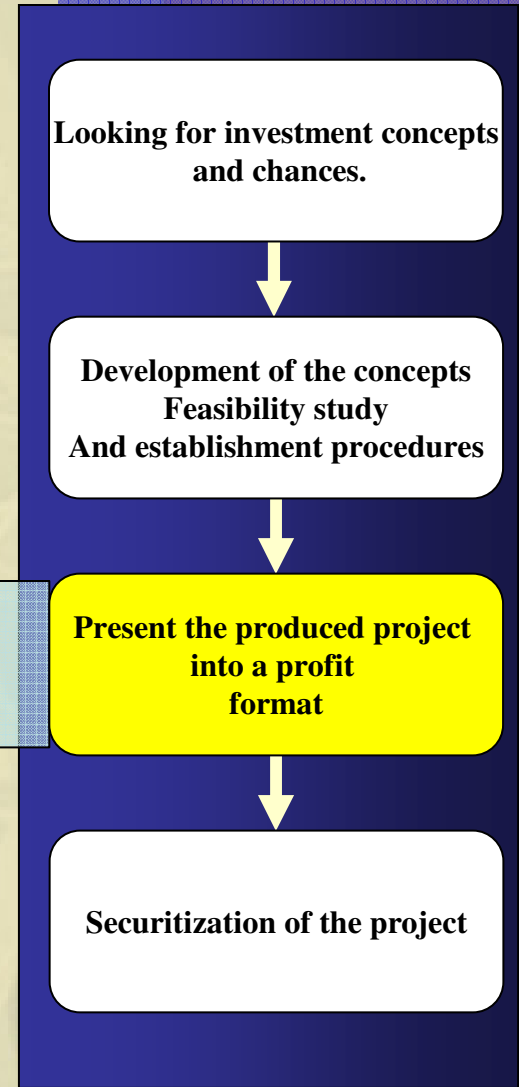 Looking for investment concepts
and chances.
Development of the concepts
Feasibility study
And establishment procedures
Present the produced project
into a profit
format
Securitization of the project